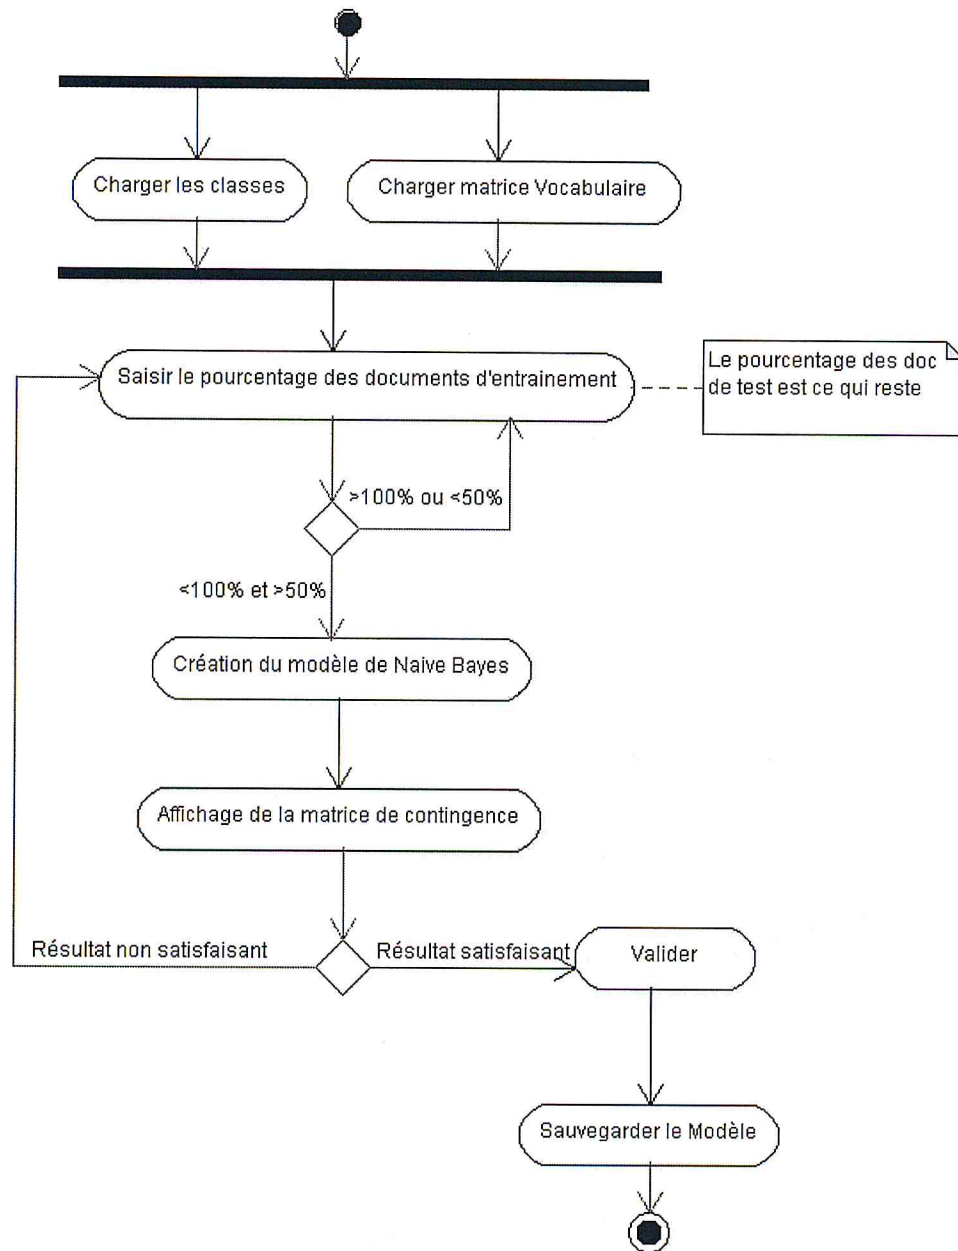 Charger les classes
Charger matrice Vocabulaire
Saisir le pourcentage des documents d'entrainement
Le pourcentage des doc
de test est ce qui reste
>100% ou <50%
<100% et >50%
Création du modèle de Naive Bayes
Affichage de la matrice de contingence
Résultat non satisfaisant
Résultat satisfaisant
Valider
Sauvegarder le Modèle